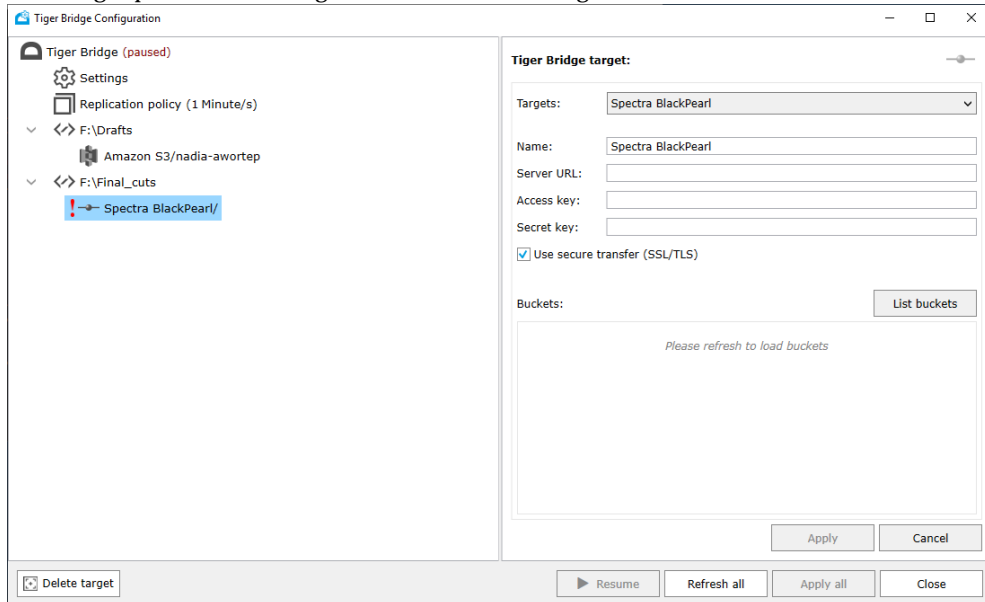 Tiger Bridge Configuration
Tiger Bridge (paused)
Settings
Replication policy (1 Minute/s)
F:\Drafts
Amazon S3/nadia-awortep
F:\Final_cuts
Spectra BlackPearl/
Delete target
Tiger Bridge target:
Targets: Spectra BlackPearl
Name: Spectra BlackPearl
Server URL:
Access key:
Secret key:
Use secure transfer (SSL/TLS)
Buckets: List buckets
Please refresh to load buckets
Apply Cancel
Resume Refresh all Apply all Close